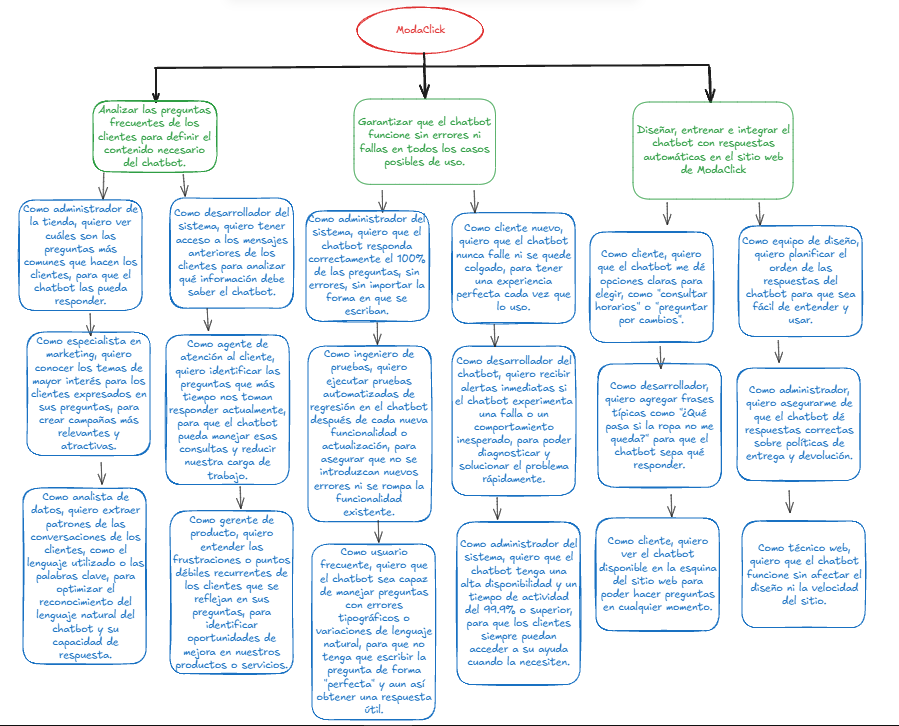 ModaClick
Analizar las preguntas
frecuentes de los
clientes para definir el
contenido necesario
del chatbot.
Garantizar que el chatbot
funcione sin errores ni
fallas en todos los casos
posibles de uso.
Diseñar, entrenar e integrar el
chatbot con respuestas
automáticas en el sitio web
de ModaClick
Como administrador de
la tienda, quiero ver
cuáles son las
preguntas más
comunes que hacen los
clientes, para que el
chatbot las pueda
responder.
Como especialista en
marketing, quiero
conocer los temas de
mayor interés para los
clientes expresados en
sus preguntas, para
crear campañas más
relevantes y
atractivas.
Como analista de
datos, quiero extraer
patrones de las
conversaciones de los
clientes, como el
lenguaje utilizado o las
palabras clave, para
optimizar el
reconocimiento del
lenguaje natural del
chatbot y su
capacidad de
respuesta.
Como desarrollador del
sistema, quiero tener
acceso a los mensajes
anteriores de los
clientes para analizar
qué información debe
saber el chatbot.
Como agente de
atención al cliente,
quiero identificar las
preguntas que más
tiempo nos toman
responder actualmente,
para que el chatbot
pueda manejar esas
consultas y reducir
nuestra carga de
trabajo.
Como gerente de
producto, quiero
entender las
frustraciones o puntos
débiles recurrentes de
los clientes que se
reflejan en sus
preguntas, para
identificar
oportunidades de
mejora en nuestros
productos o servicios.
Como administrador del
sistema, quiero que el
chatbot responda
correctamente el 100%
de las preguntas, sin
errores, sin importar la
forma en que se
escriban.
Como ingeniero de
pruebas, quiero
ejecutar pruebas
automatizadas de
regresión en el chatbot
después de cada nueva
funcionalidad o
actualización, para
asegurar que no se
introduzcan nuevos
errores ni se rompa la
funcionalidad
existente.
Como usuario
frecuente, quiero que
el chatbot sea capaz
de manejar preguntas
con errores
tipográficos o
variaciones de lenguaje
natural, para que no
tenga que escribir la
pregunta de forma
"perfecta" y aun así
obtener una respuesta
útil.
Como cliente nuevo,
quiero que el chatbot
nunca falle ni se quede
colgado, para tener
una experiencia
perfecta cada vez que
lo uso.
Como desarrollador del
chatbot, quiero recibir
alertas inmediatas si
el chatbot experimenta
una falla o un
comportamiento
inesperado, para poder
diagnosticar y
solucionar el problema
rápidamente.
Como administrador del
sistema, quiero que el
chatbot tenga una
alta disponibilidad y un
tiempo de actividad
del 99.9% o superior,
para que los clientes
siempre puedan
acceder a su ayuda
cuando la necesiten.
Como cliente, quiero
que el chatbot me dé
opciones claras para
elegir, como "consultar
horarios" o "preguntar
por cambios".
Como desarrollador,
quiero agregar frases
típicas como "¿Qué
pasa si la ropa no me
queda?" para que el
chatbot sepa qué
responder.
Como cliente, quiero
ver el chatbot
disponible en la esquina
del sitio web para
poder hacer preguntas
en cualquier momento.
Como equipo de diseño,
quiero planificar el
orden de las
respuestas del
chatbot para que sea
fácil de entender y
usar.
Como administrador,
quiero asegurarme de
que el chatbot dé
respuestas correctas
sobre políticas de
entrega y devolución.
Como técnico web,
quiero que el chatbot
funcione sin afectar el
diseño ni la velocidad
del sitio.